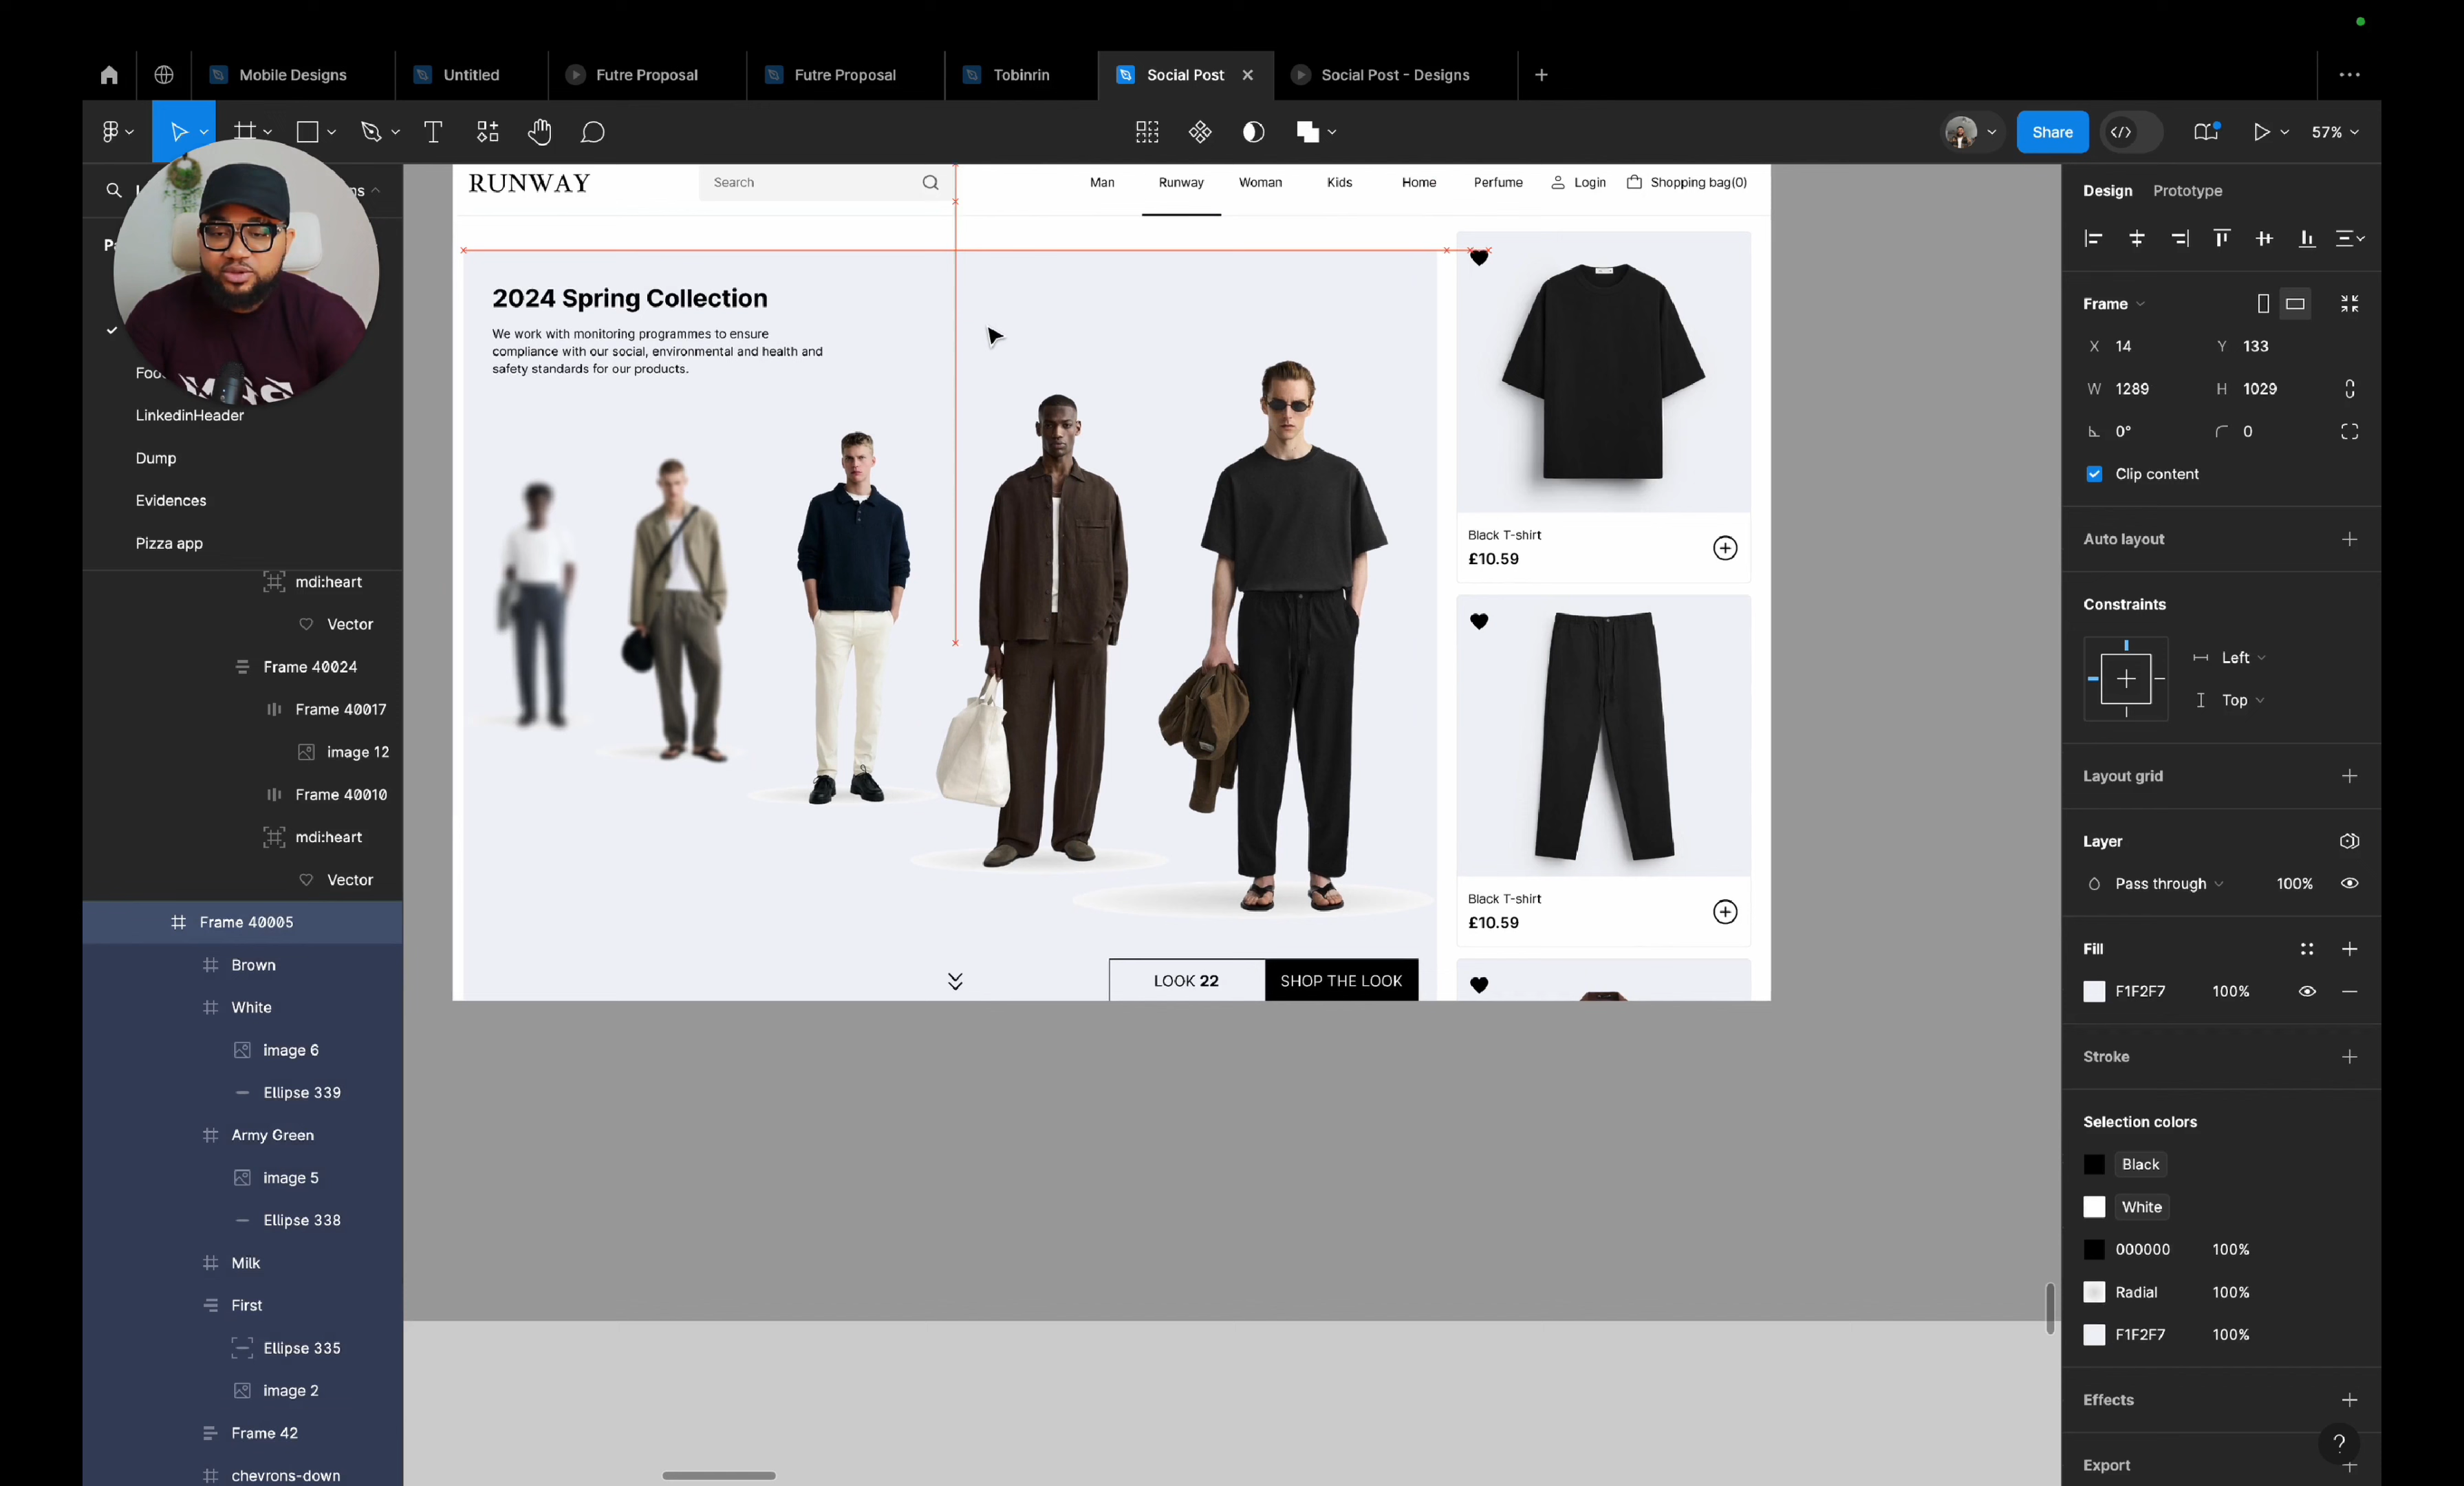 Mobile Designs
Untitled
Futre Proposal
Futre Proposal
Tobinrin
Social Post
Social Post - Designs
Share
57%
Foo
LinkedinHeader
Dump
Evidences
Pizza app
mdi:heart
Vector
Frame 40024
Frame 40017
image 12
Frame 40010
mdi:heart
Vector
Frame 40005
Brown
White
image 6
Ellipse 339
Army Green
image 5
Ellipse 338
Milk
First
Ellipse 335
image 2
Frame 42
chevrons-down
RUNWAY
Search
Man
Runway
Woman
Kids
Home
Perfume
Login
Shopping bag(0)
2024 Spring Collection
We work with monitoring programmes to ensure
compliance with our social, environmental and health and
safety standards for our products.
Black T-shirt
£10.59
Black T-shirt
£10.59
LOOK 22
SHOP THE LOOK
Design
Prototype
Frame
X 14
Y 133
W 1289
H 1029
0°
0
Clip content
Auto layout
Constraints
Left
Top
Layout grid
Layer
Pass through
100%
Fill
F1F2F7
100%
Stroke
Selection colors
Black
White
000000
100%
Radial
100%
F1F2F7
100%
Effects
?
Export